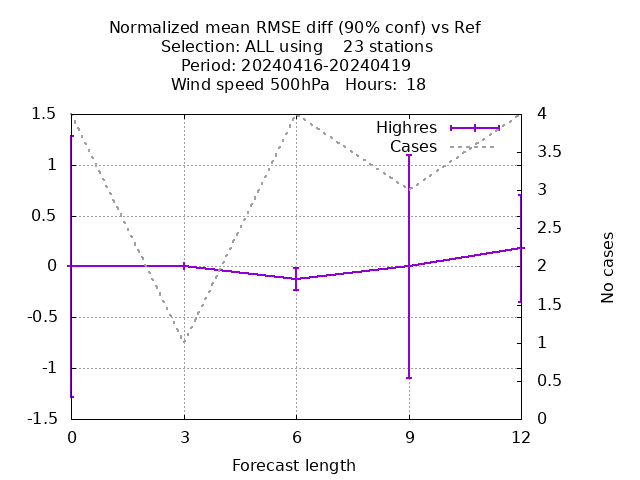 Normalized mean RMSE diff (90% conf) vs Ref
Selection: ALL using    23 stations
Period: 20240416-20240419
Wind speed 500hPa   Hours:  18
Highres
Cases
1.5
1
0.5
0
-0.5
-1
-1.5
4
3.5
3
2.5
2
1.5
1
0.5
0
No cases
0 3 6 9 12
Forecast length